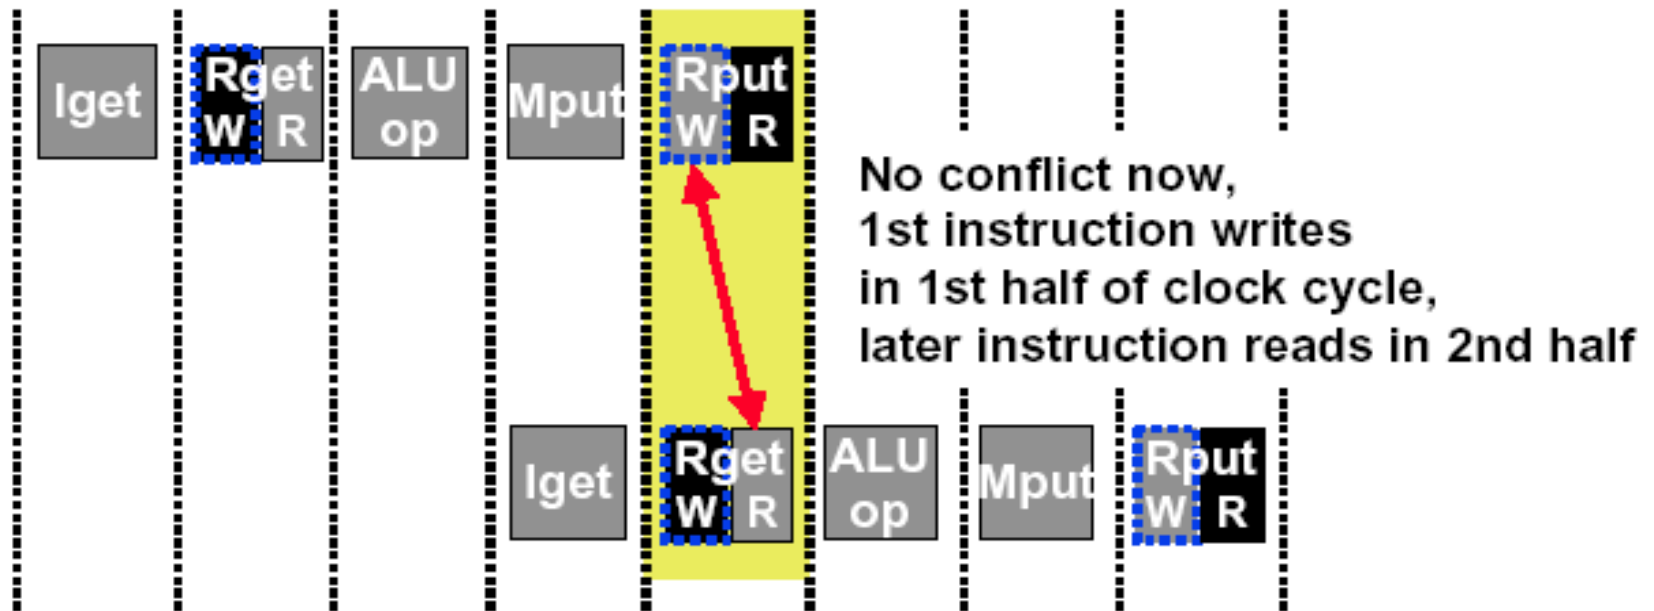 Iget
Rget
W R
ALU
op
Mput
Rput
W R
No conflict now,
1st instruction writes
in 1st half of clock cycle,
later instruction reads in 2nd half
Iget
Rget
W R
ALU
op
Mput
Rput
W R